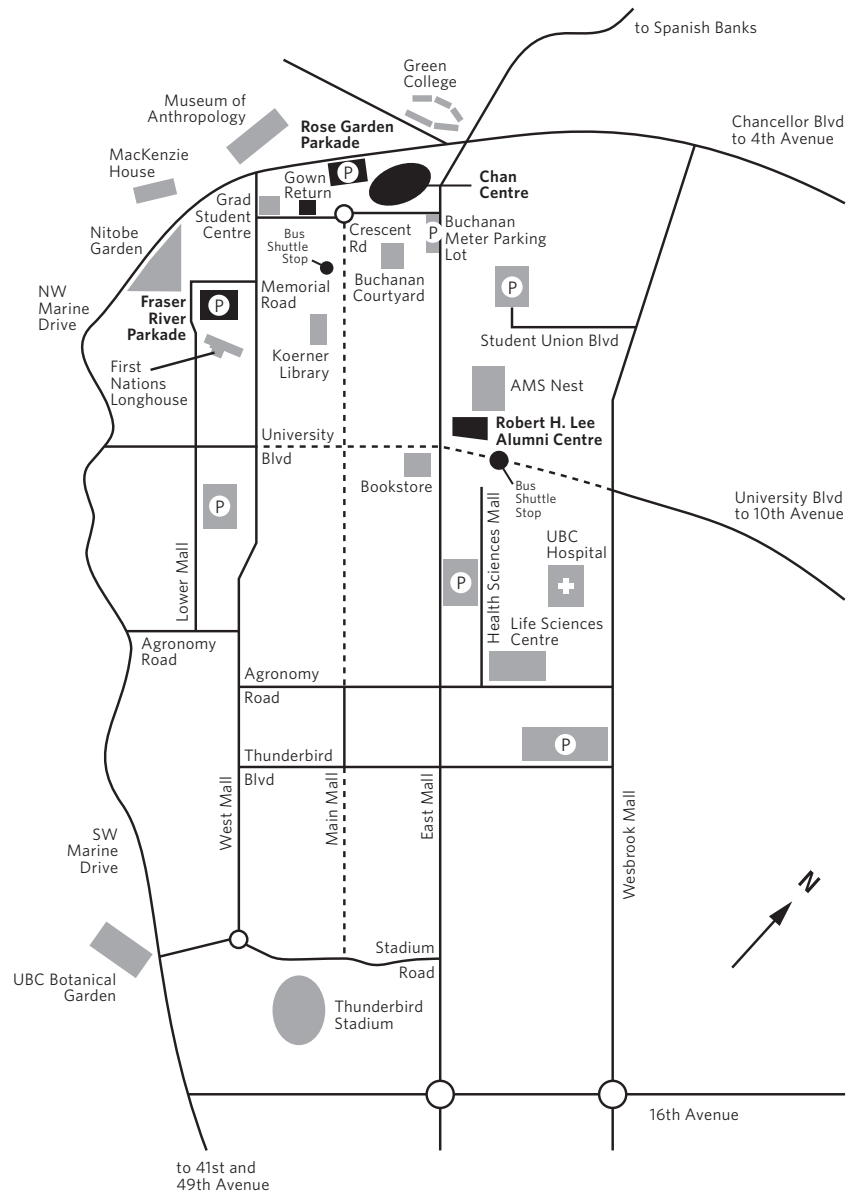 to Spanish Banks
Green
College
Museum of
Anthropology
Rose Garden
Parkade
Chancellor Blvd
to 4th Avenue
MacKenzie
House
P
Gown
Return
Chan
Centre
Grad
Student
Centre
Nitobe
Garden
Bus
Shuttle
Stop
Crescent
Rd
P
Buchanan
Meter Parking
Lot
Buchanan
Courtyard
P
NW
Marine
Drive
Fraser
River
Parkade
P
Memorial
Road
Student Union Blvd
Koerner
Library
First
Nations
Longhouse
AMS Nest
Robert H. Lee
Alumni Centre
University
Blvd
Bookstore
Bus
Shuttle
Stop
University Blvd
to 10th Avenue
P
Lower Mall
Health Sciences Mall
UBC
Hospital
P
Life Sciences
Centre
Agronomy
Road
Agronomy
Road
P
Thunderbird
Blvd
West Mall
Main Mall
East Mall
Wesbrook Mall
SW
Marine
Drive
N
Stadium
Road
UBC Botanical
Garden
Thunderbird
Stadium
16th Avenue
to 41st and
49th Avenue